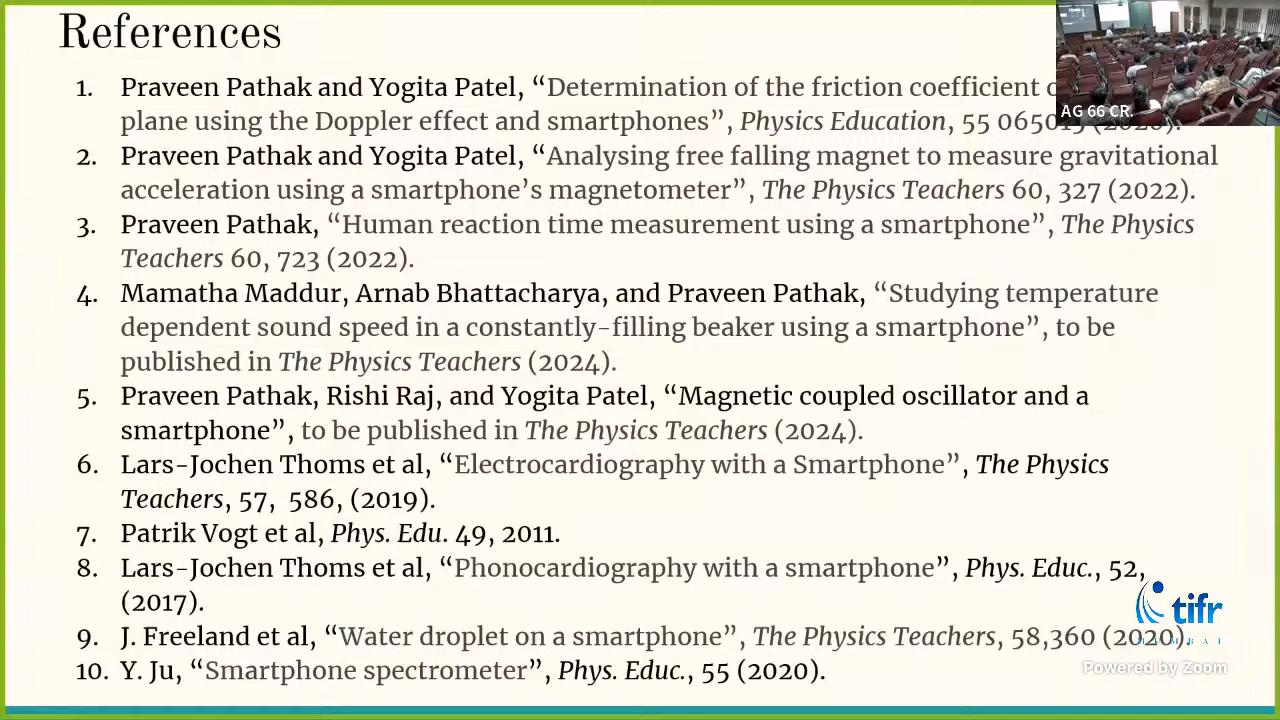 References
1. Praveen Pathak and Yogita Patel, “Determination of the friction coefficient
plane using the Doppler effect and smartphones”, Physics Education, 55 065015 (2020).
2. Praveen Pathak and Yogita Patel, “Analysing free falling magnet to measure gravitational
acceleration using a smartphone’s magnetometer”, The Physics Teachers 60, 327 (2022).
3. Praveen Pathak, “Human reaction time measurement using a smartphone”, The Physics
Teachers 60, 723 (2022).
4. Mamatha Maddur, Arnab Bhattacharya, and Praveen Pathak, “Studying temperature
dependent sound speed in a constantly-filling beaker using a smartphone”, to be
published in The Physics Teachers (2024).
5. Praveen Pathak, Rishi Raj, and Yogita Patel, “Magnetic coupled oscillator and a
smartphone”, to be published in The Physics Teachers (2024).
6. Lars-Jochen Thoms et al, “Electrocardiography with a Smartphone”, The Physics
Teachers, 57, 586, (2019).
7. Patrik Vogt et al, Phys. Edu. 49, 2011.
8. Lars-Jochen Thoms et al, “Phonocardiography with a smartphone”, Phys. Educ., 52,
(2017).
9. J. Freeland et al, “Water droplet on a smartphone”, The Physics Teachers, 58,360 (2020).
10. Y. Ju, “Smartphone spectrometer”, Phys. Educ., 55 (2020).
AG 66 CR.
tifr
Powered by Zoom